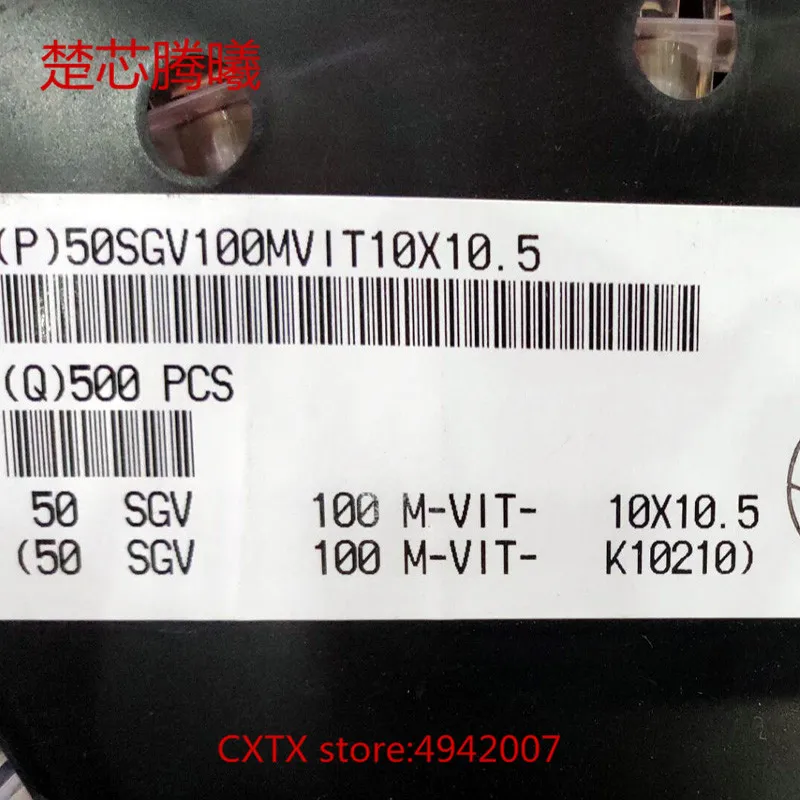 楚芯腾曦
(P)50SGV100MVIT10X10.5
(Q)500 PCS
50 SGV 100 M-VIT- 10X10.5
(50 SGV 100 M-VIT- K10210)
CXTX store:4942007